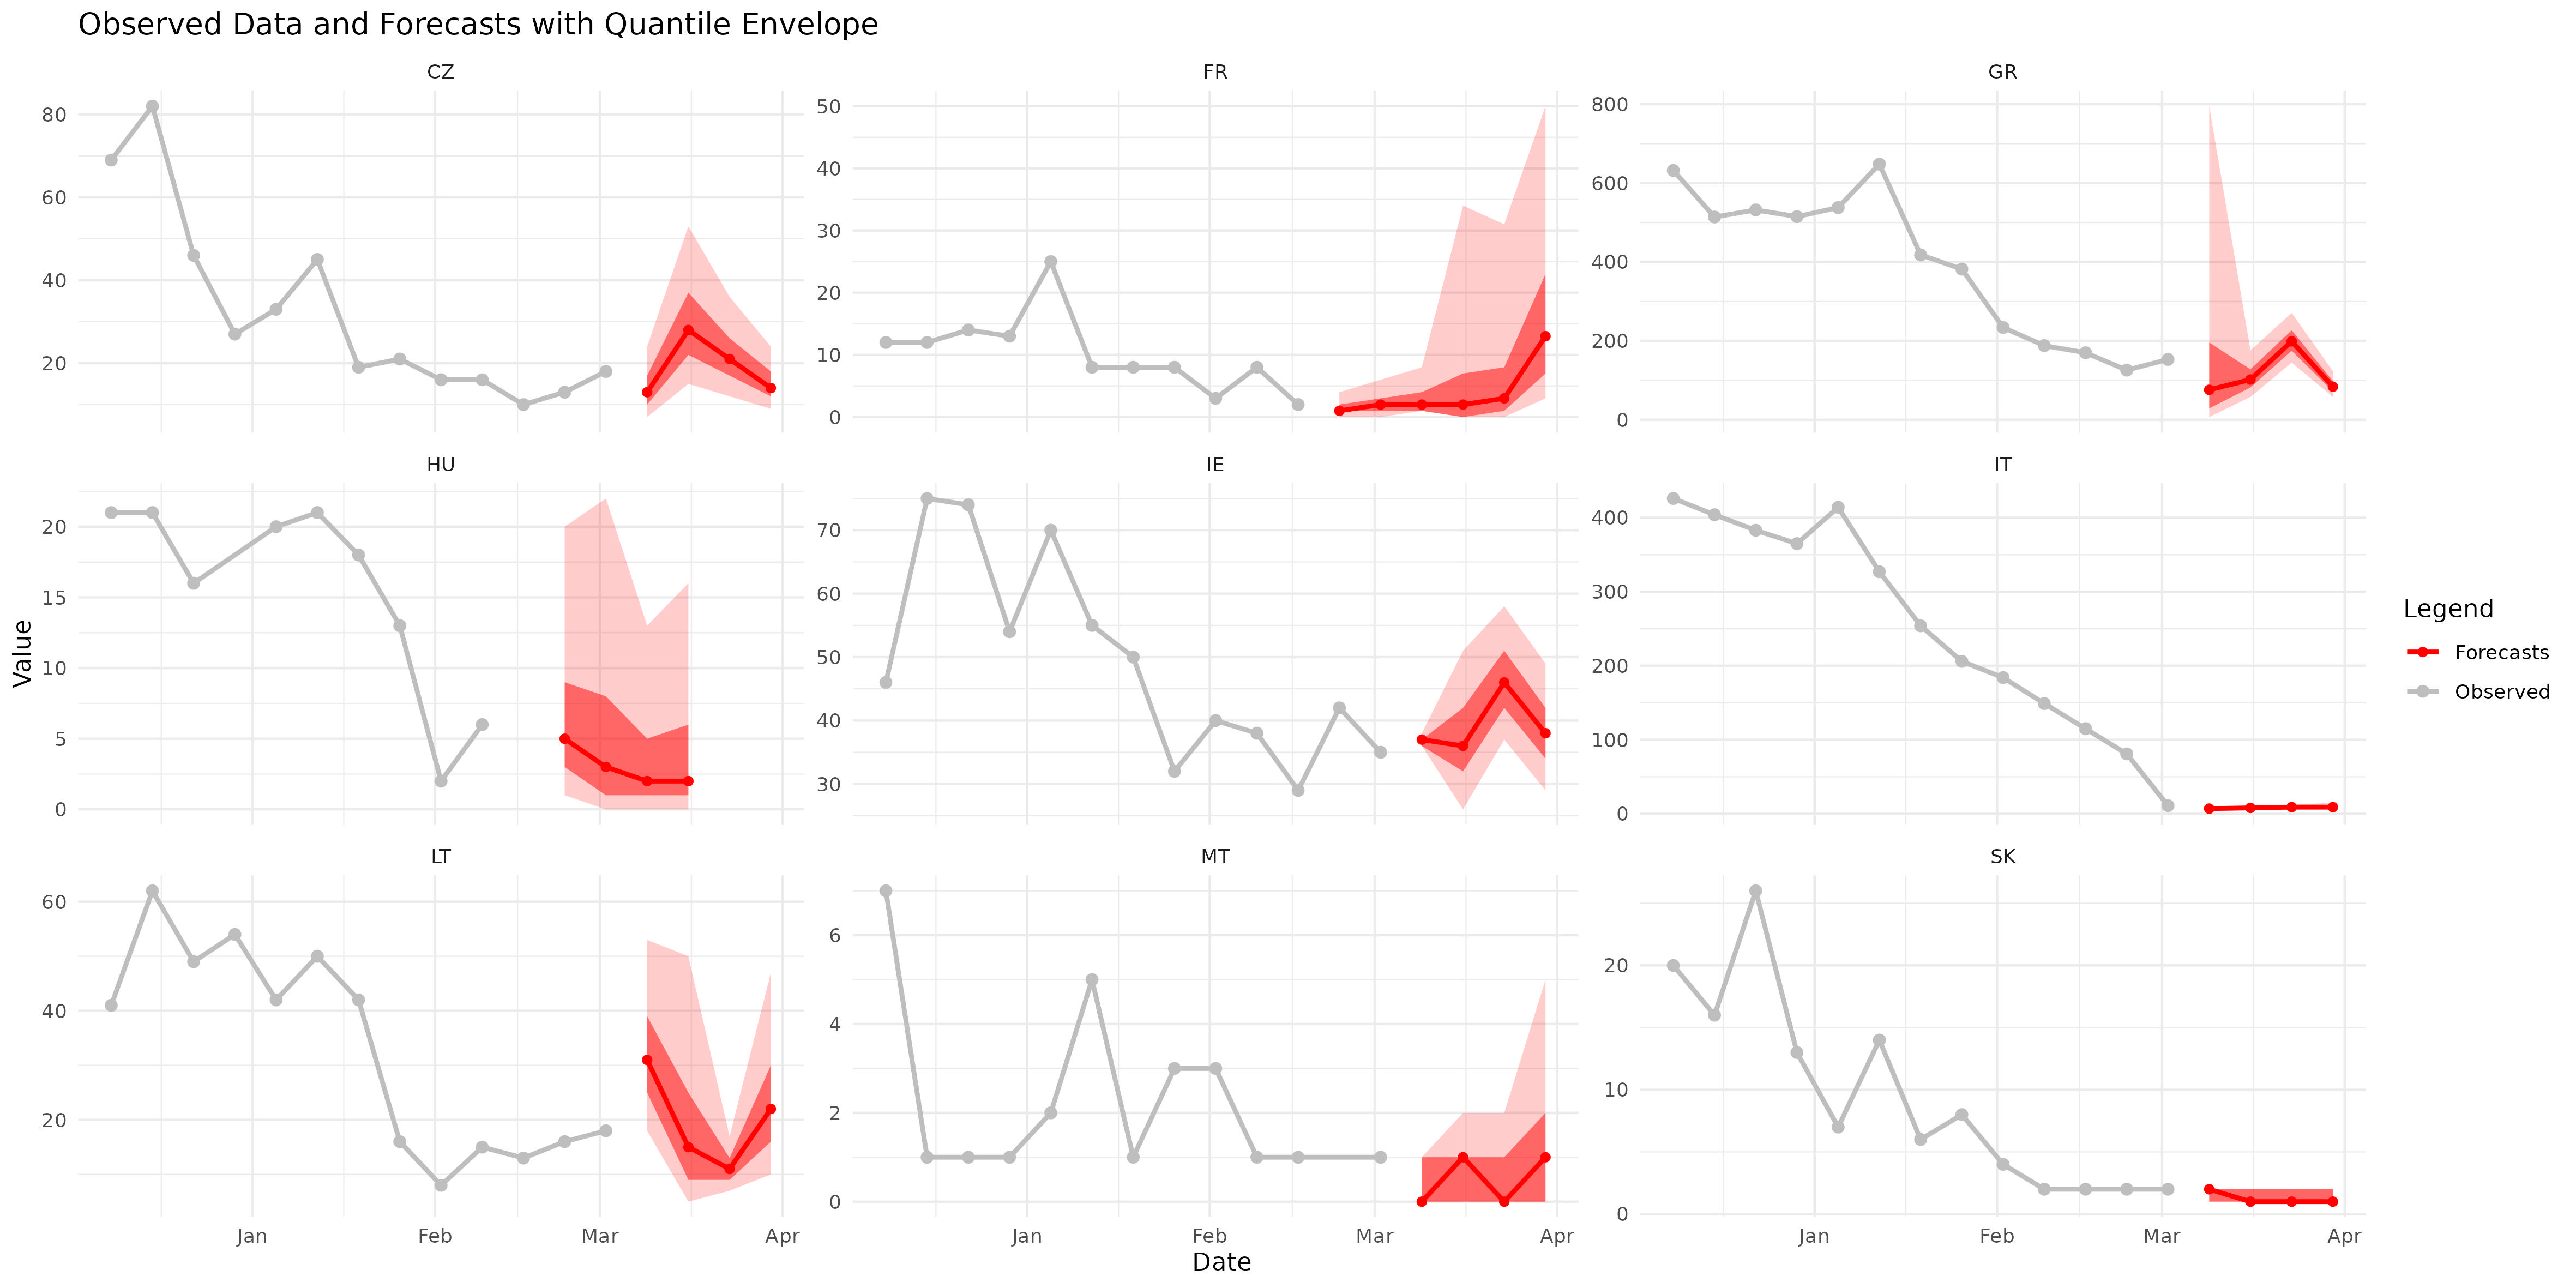 Observed Data and Forecasts with Quantile Envelope
CZ
FR
GR
80
60
40
20
50
40
30
20
10
0
800
600
400
200
0
HU
IE
IT
20
15
10
5
0
70
60
50
40
30
400
300
200
100
0
LT
MT
SK
60
40
20
6
4
2
0
20
10
0
Jan Feb Mar Apr
Jan Feb Mar Apr
Jan Feb Mar Apr
Value
Date
Legend
Forecasts
Observed